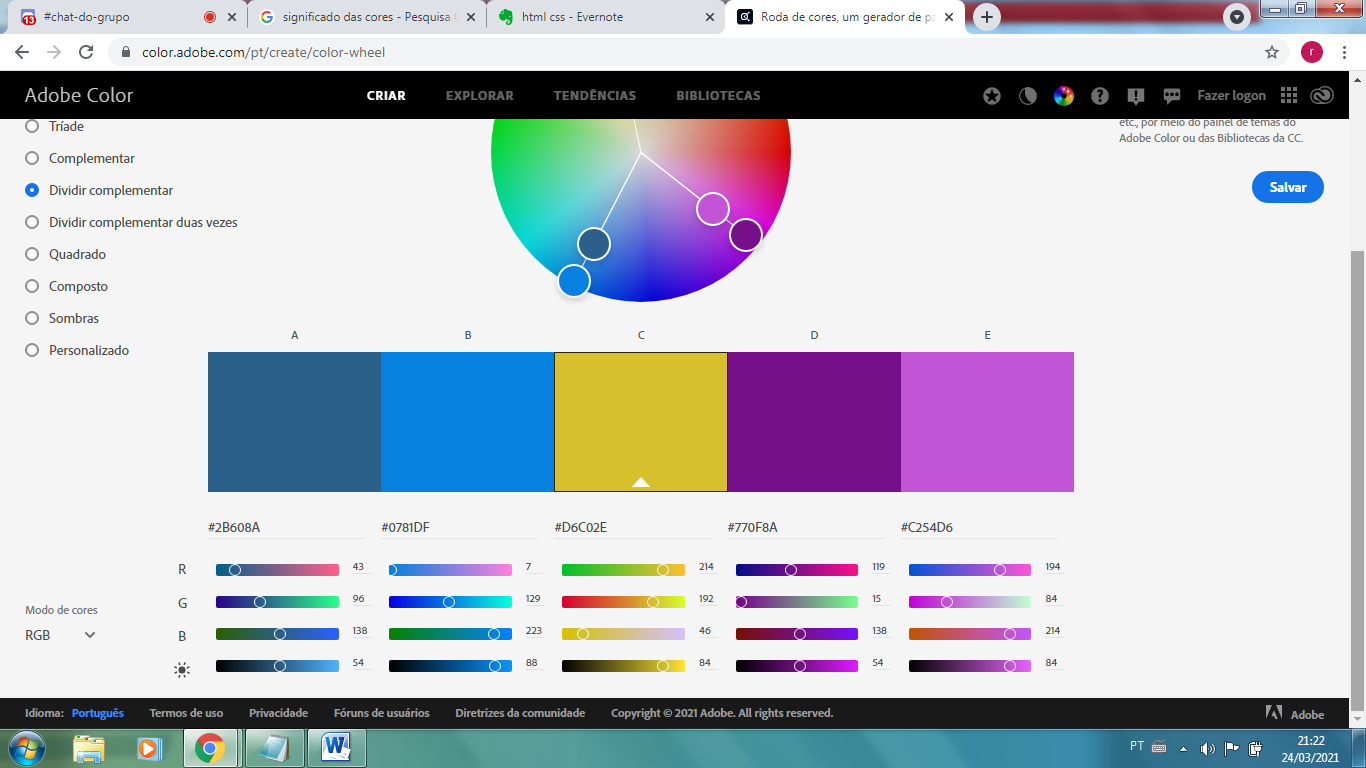 #chat-do-grupo
13
significado das cores - Pesquisa
html css - Evernote
Roda de cores, um gerador de pa
color.adobe.com/pt/create/color-wheel
r
Adobe Color
CRIAR EXPLORAR TENDÊNCIAS BIBLIOTECAS
Fazer logon
Tríade
Complementar
Dividir complementar
Dividir complementar duas vezes
Quadrado
Composto
Sombras
Personalizado
etc., por meio do painel de temas do
Adobe Color ou das Bibliotecas da CC.
Salvar
A B C D E
#2B608A #0781DF #D6C02E #770F8A #C254D6
R 43 7 214 119 194
G 96 129 192 15 84
B 138 223 46 138 214
54 88 84 54 84
Modo de cores
RGB
Idioma: Português Termos de uso Privacidade Fóruns de usuários Diretrizes da comunidade Copyright © 2021 Adobe. All rights reserved. Adobe
PT
21:22
24/03/2021